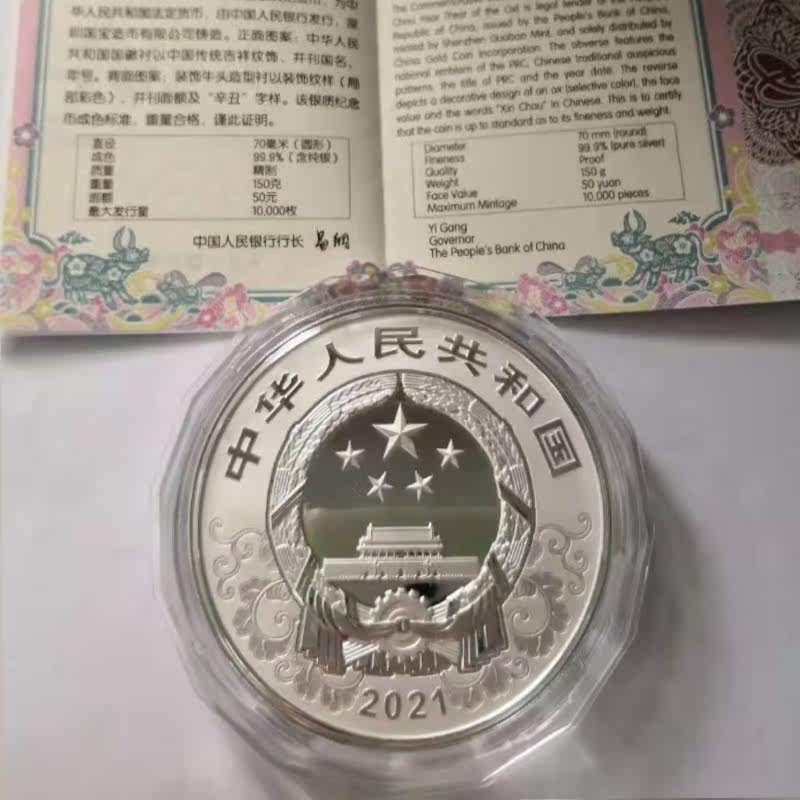 华人民共和国法定货币，由中国人民银行发行，深
圳国宝造币有限公司铸造。正面图案：中华人民
共和国国徽衬以中国传统吉祥纹饰，并刊国名、
年号。背面图案：装饰牛头造型衬以装饰纹样（局
部彩色），并刊面额及“辛丑”字样。该银质纪念
币成色标准，重量合格，谨此证明。
直径 70毫米（圆形）
成色 99.9%（含纯银）
质量 精制
重量 150克
面额 50元
最大发行量 10,000枚
中国人民银行行长 易纲
Republic of China, issued by the People's Bank of China,
minted by Shenzhen Guobao Mint, and solely distributed by
China Gold Coin Incorporation. The obverse features the
national emblem of the PRC, Chinese traditional auspicious
patterns, the title of PRC and the year date. The reverse
depicts a decorative design of an ox (selective color), the face
value and the words "Xin Chou" in Chinese. This is to certify
that the coin is up to standard as to its fineness and weight.
Diameter 70 mm (round)
Fineness 99.9% (pure silver)
Quality Proof
Weight 150 g
Face Value 50 yuan
Maximum Mintage 10,000 pieces
Yi Gang
Governor
The People's Bank of China
中华人民共和国
2021